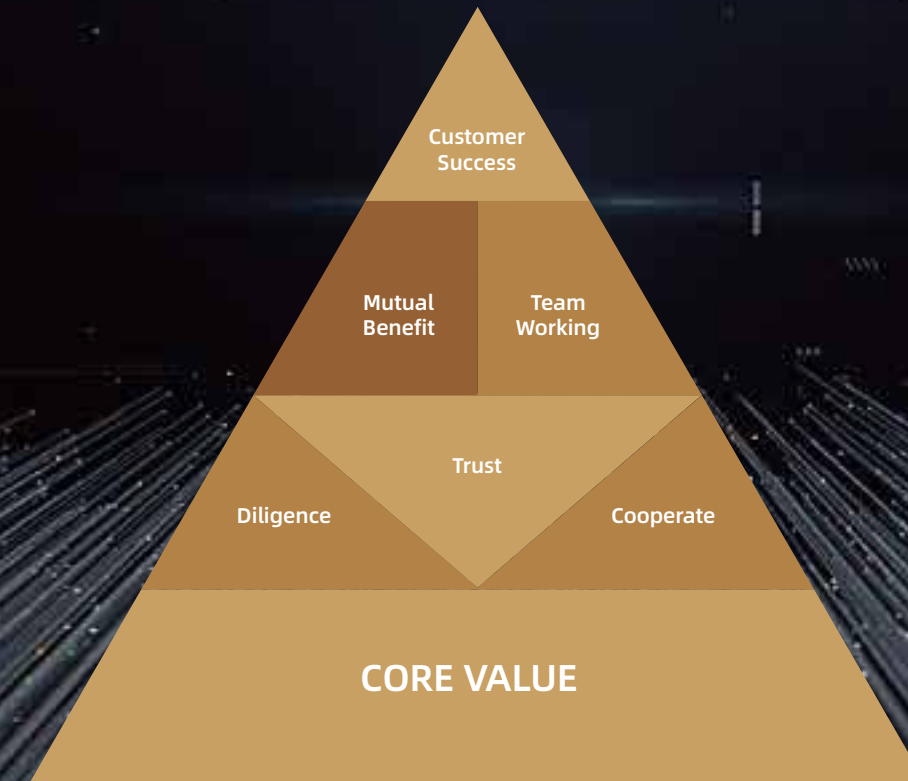 Customer
Success
Mutual
Benefit
Team
Working
Trust
Diligence
Cooperate
CORE VALUE